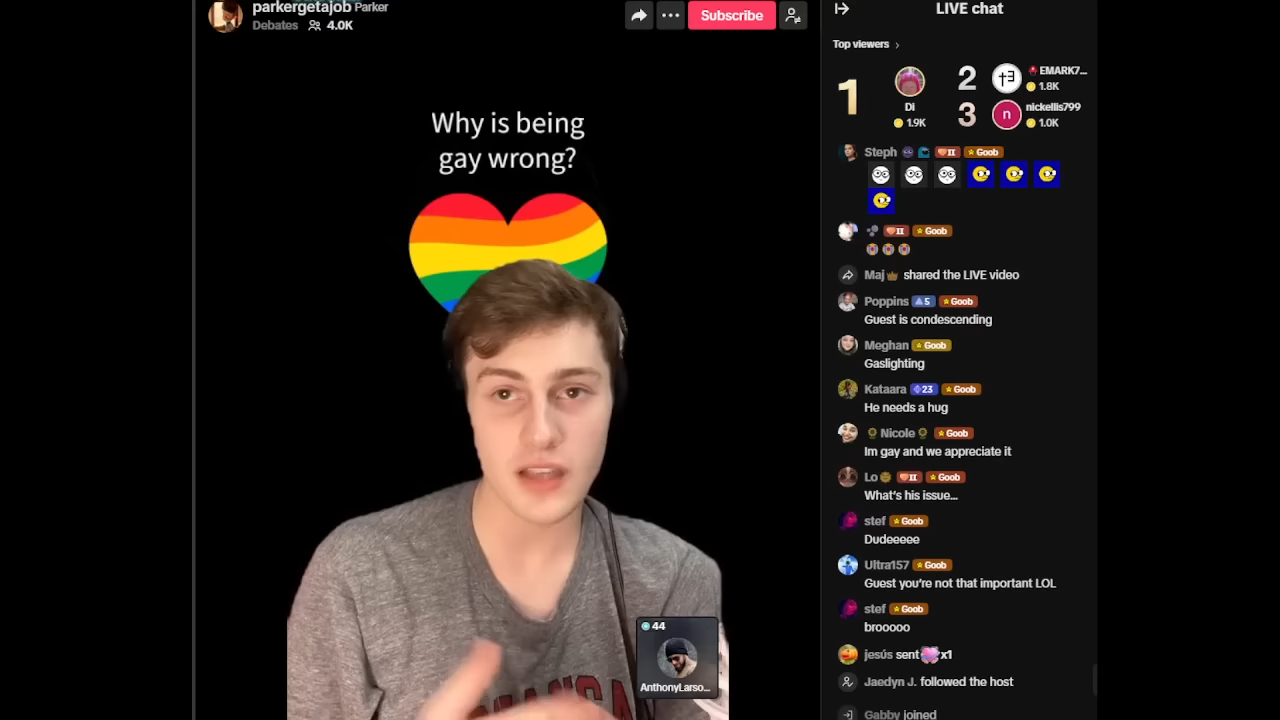 parkergetajob Parker
Debates 4.0K
Subscribe
LIVE chat
Top viewers
1
Di
1.9K
2
EMARK7...
1.8K
3
n
nickellis799
1.0K
Why is being
gay wrong?
Steph II Goob
II Goob
Maj shared the LIVE video
Poppins 5 Goob
Guest is condescending
Meghan Goob
Gaslighting
Kataara 23 Goob
He needs a hug
Nicole Goob
Im gay and we appreciate it
Lo II Goob
What's his issue...
stef Goob
Dudeeeee
Ultra157 Goob
Guest you're not that important LOL
stef Goob
brooooo
jesús sent x1
Jaedyn J. followed the host
Gabby joined
44
AnthonyLarso...